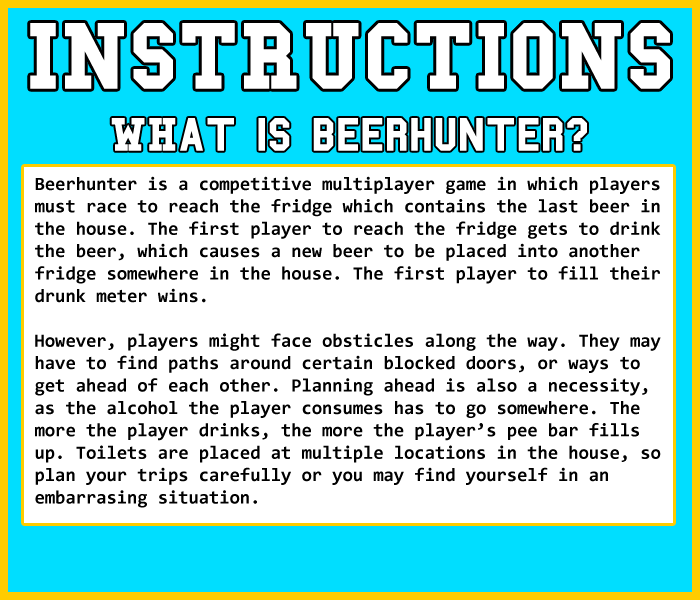 INSTRUCTIONS
WHAT IS BEERHUNTER?
Beerhunter is a competitive multiplayer game in which players
must race to reach the fridge which contains the last beer in
the house. The first player to reach the fridge gets to drink
the beer, which causes a new beer to be placed into another
fridge somewhere in the house. The first player to fill their
drunk meter wins.
However, players might face obsticles along the way. They may
have to find paths around certain blocked doors, or ways to
get ahead of each other. Planning ahead is also a necessity,
as the alcohol the player consumes has to go somewhere. The
more the player drinks, the more the player’s pee bar fills
up. Toilets are placed at multiple locations in the house, so
plan your trips carefully or you may find yourself in an
embarrasing situation.